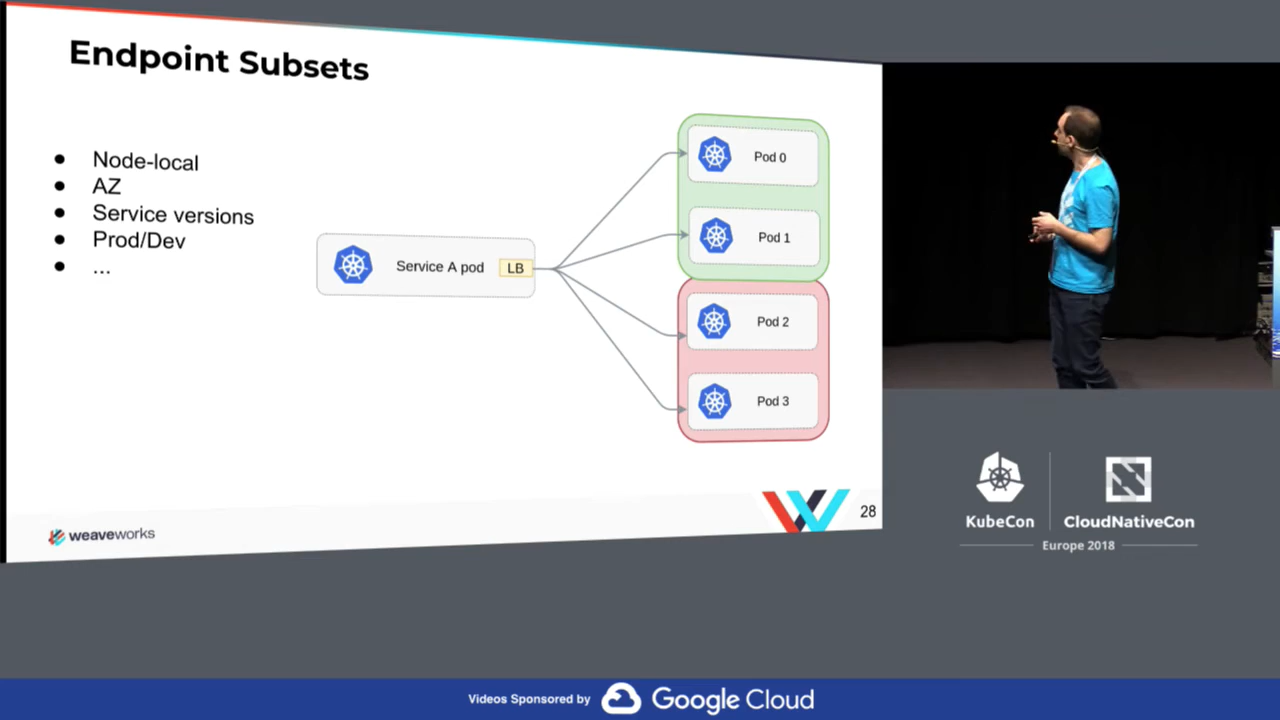 Endpoint Subsets
● Node-local
● AZ
● Service versions
● Prod/Dev
● ...
Service A pod
LB
Pod 0
Pod 1
Pod 2
Pod 3
weaveworks
28
KubeCon
CloudNativeCon
Europe 2018
Videos Sponsored by Google Cloud